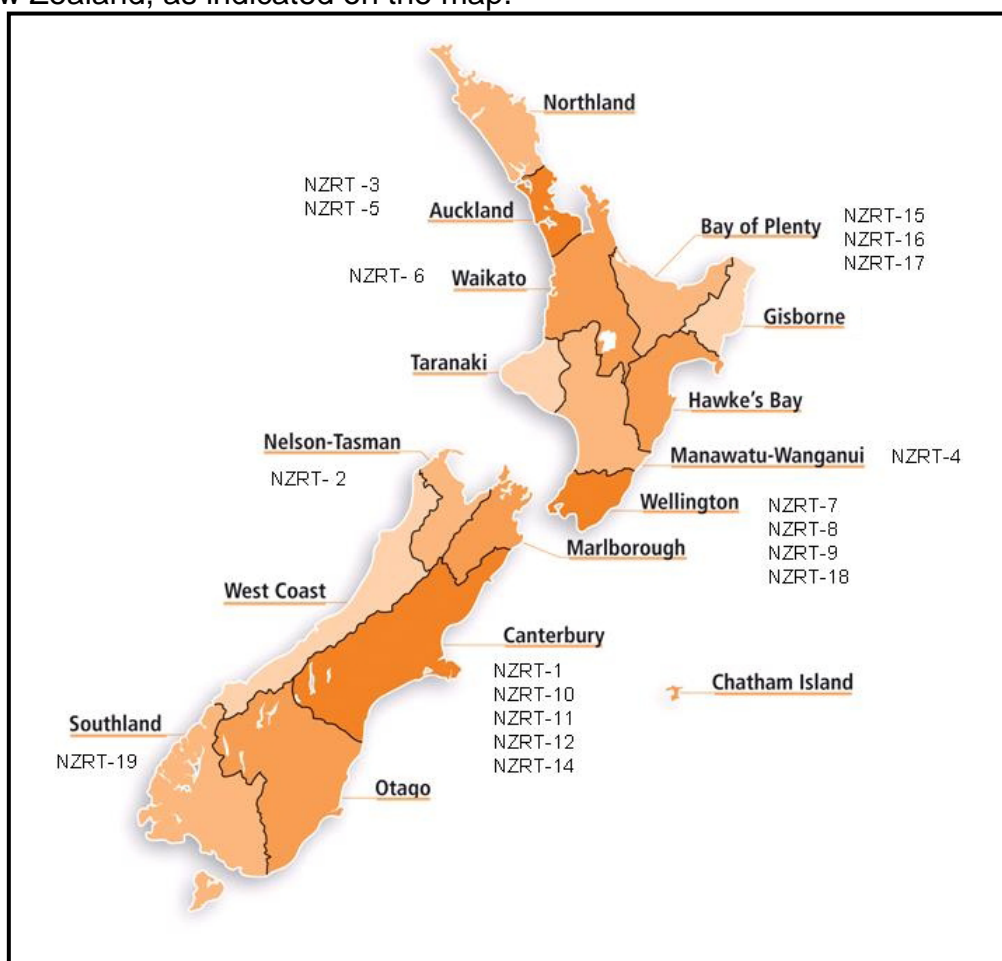 w Zealand, as indicated on the map.
Northland
NZRT -3
NZRT -5
Auckland
Bay of Plenty
NZRT-15
NZRT-16
NZRT-17
NZRT- 6
Waikato
Gisborne
Taranaki
Hawke's Bay
Nelson-Tasman
NZRT- 2
Manawatu-Wanganui
NZRT-4
Wellington
NZRT-7
NZRT-8
NZRT-9
NZRT-18
Marlborough
West Coast
Canterbury
NZRT-1
NZRT-10
NZRT-11
NZRT-12
NZRT-14
Chatham Island
Southland
NZRT-19
Otago